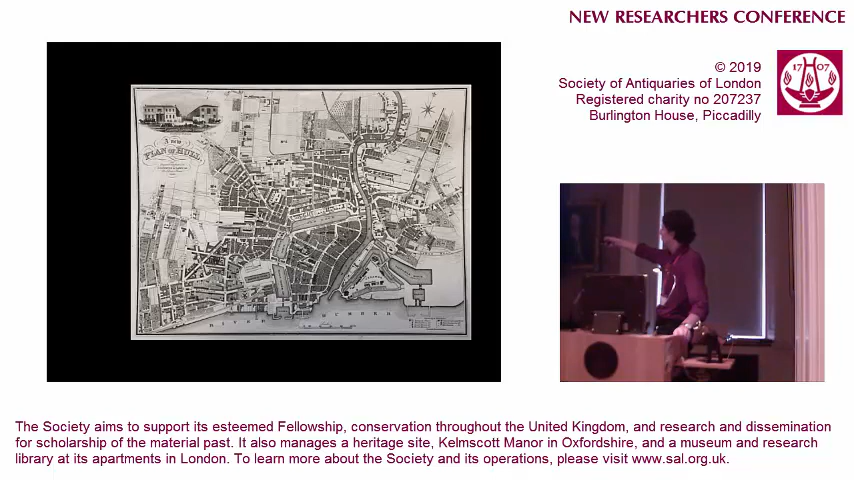 NEW RESEARCHERS CONFERENCE
© 2019
Society of Antiquaries of London
Registered charity no 207237
Burlington House, Piccadilly
1707
A new
PLAN OF HULL
RIVER HUMBER
The Society aims to support its esteemed Fellowship, conservation throughout the United Kingdom, and research and dissemination
for scholarship of the material past. It also manages a heritage site, Kelmscott Manor in Oxfordshire, and a museum and research
library at its apartments in London. To learn more about the Society and its operations, please visit www.sal.org.uk.